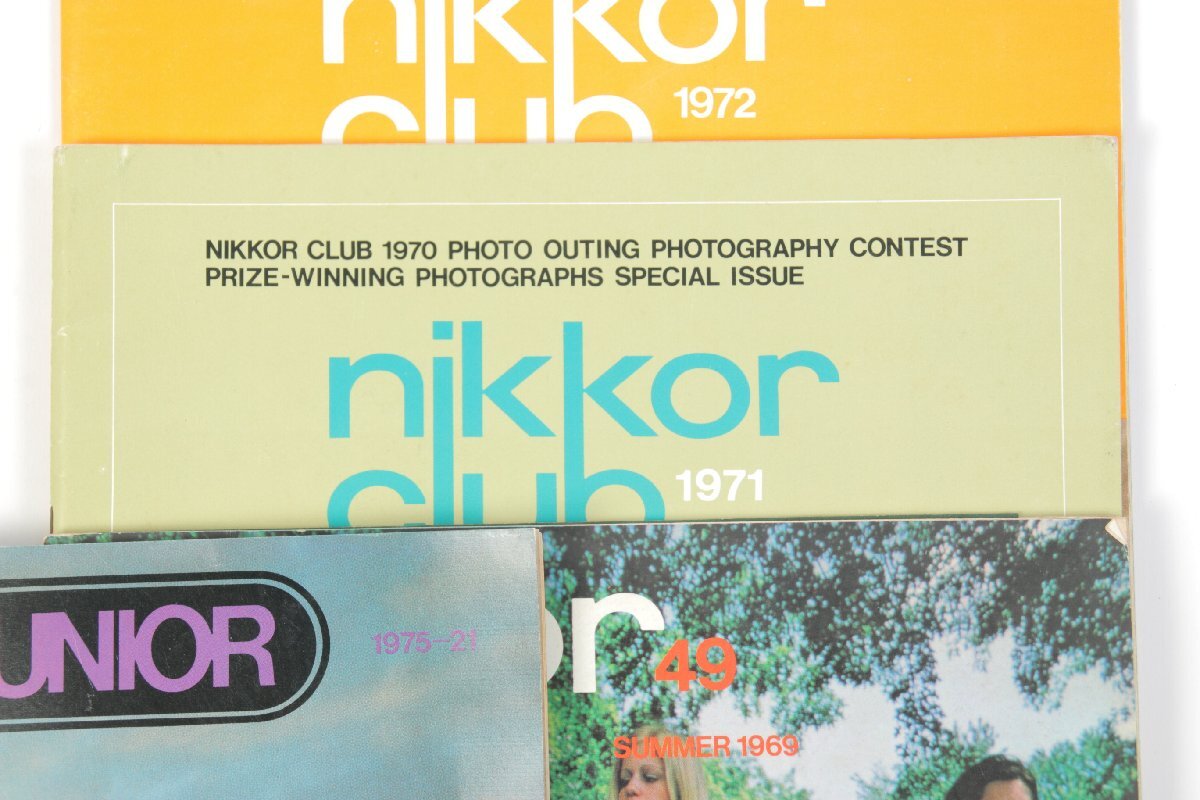 nikkor
club 1972
NIKKOR CLUB 1970 PHOTO OUTING PHOTOGRAPHY CONTEST
PRIZE-WINNING PHOTOGRAPHS SPECIAL ISSUE
nikkor
club 1971
UNIOR
1975-21
or 49
SUMMER 1969